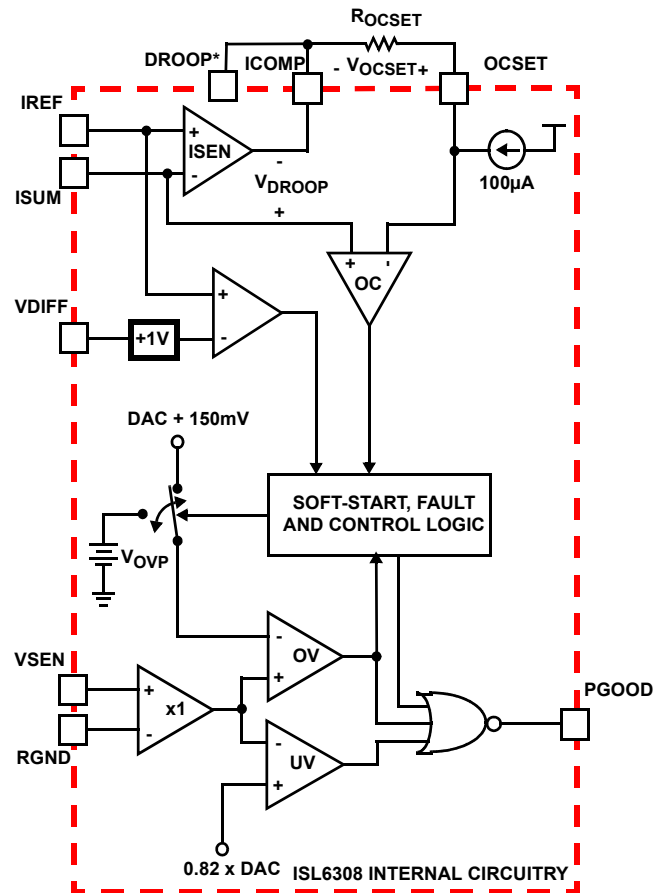 ROCSET
DROOP*
ICOMP
- VOCSET+
OCSET
IREF
+
ISEN
-
-
VDROOP
+
100µA
ISUM
+ -
OC
VDIFF
+1V
+
-
DAC + 150mV
SOFT-START, FAULT
AND CONTROL LOGIC
VOVP
-
OV
+
VSEN
+
x1
-
RGND
-
UV
+
PGOOD
0.82 x DAC
ISL6308 INTERNAL CIRCUITRY